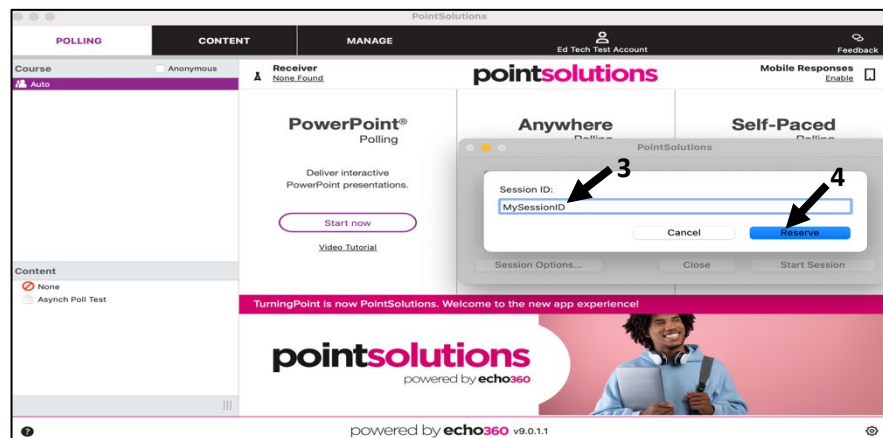 PointSolutions
POLLING
CONTENT
MANAGE
Ed Tech Test Account
Feedback
Course
Anonymous
Auto
Receiver
None Found
pointsolutions
Mobile Responses
Enable
PowerPoint®
Polling
Deliver interactive
PowerPoint presentations.
Start now
Video Tutorial
Anywhere
Polling
Self-Paced
Polling
PointSolutions
3
4
Session ID:
MySessionID
Cancel
Reserve
Session Options...
Close
Start Session
Content
None
Asynch Poll Test
TurningPoint is now PointSolutions. Welcome to the new app experience!
pointsolutions
powered by echo360
?
powered by echo360 v9.0.1.1